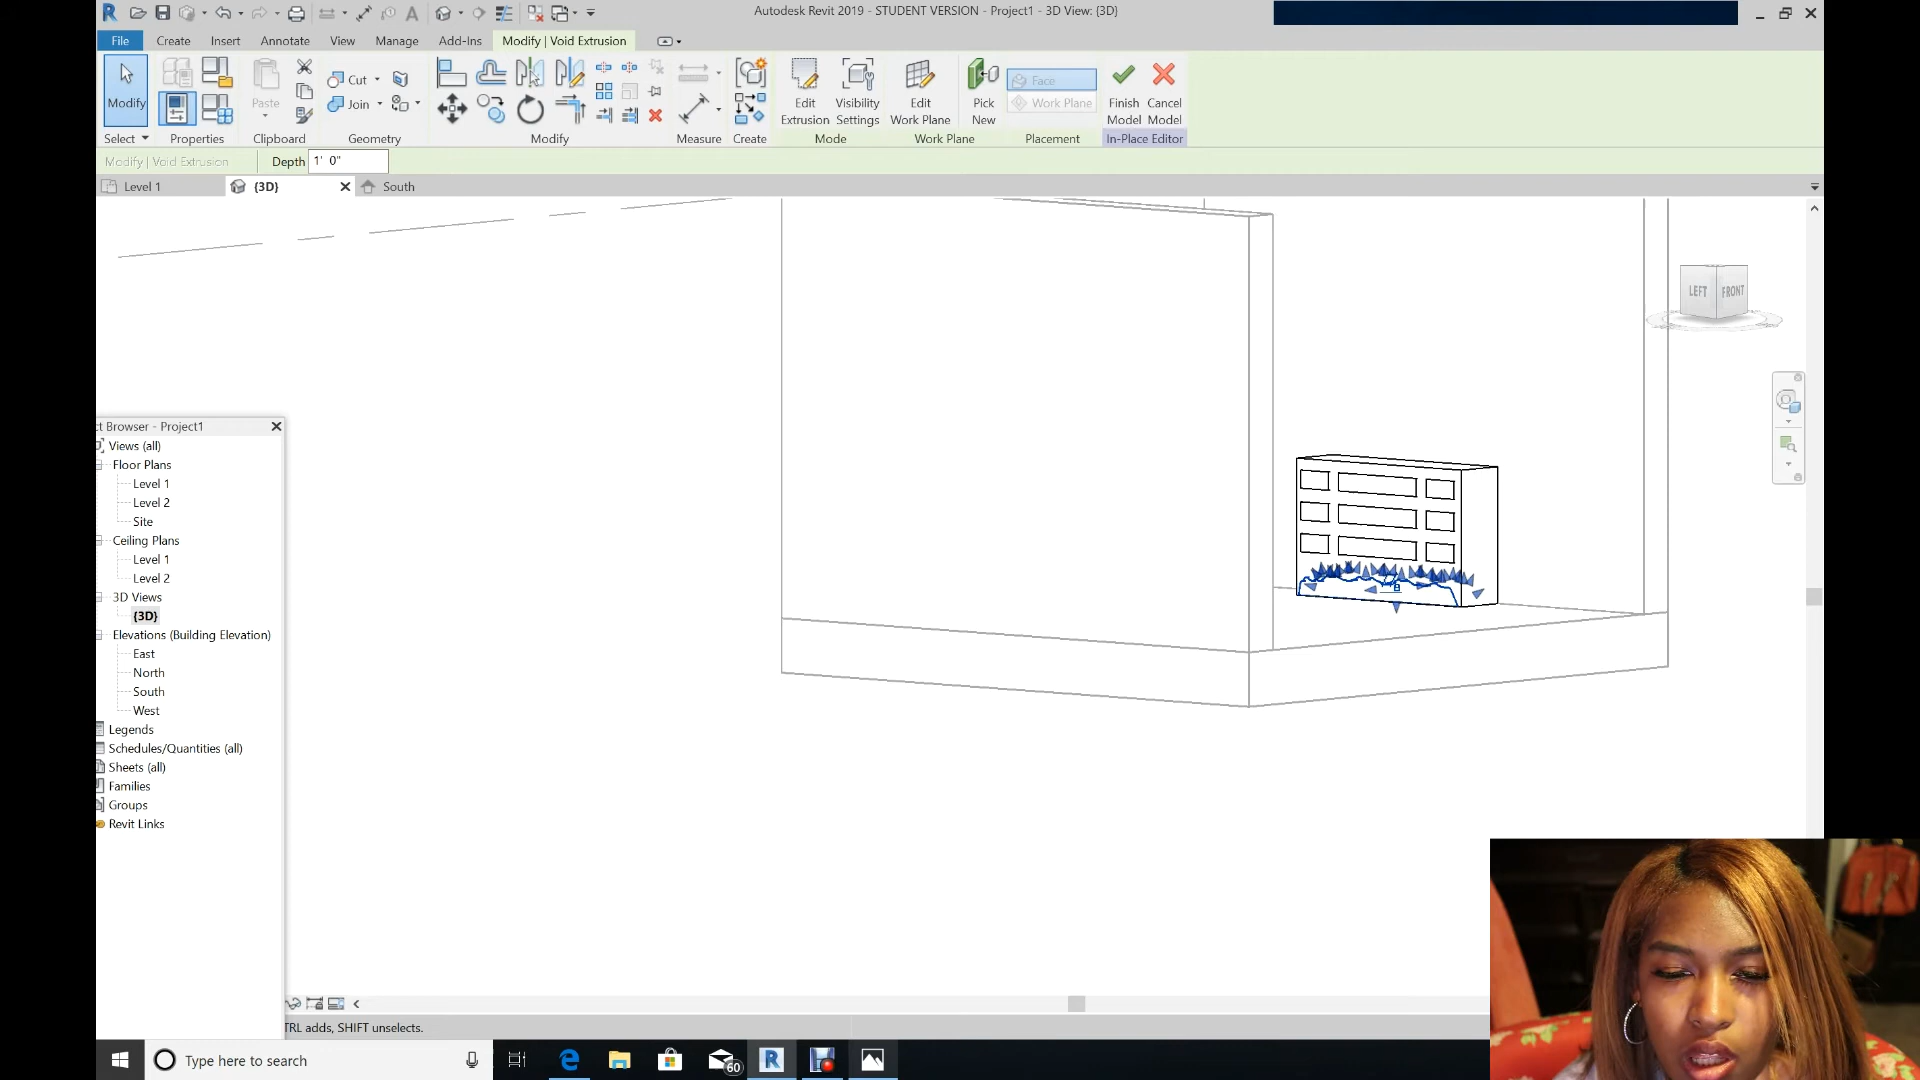 Autodesk Revit 2019 - STUDENT VERSION - Project1 - 3D View: {3D}
File Create Insert Annotate View Manage Add-Ins Modify | Void Extrusion
Modify
Paste
Cut
Join
Edit Extrusion
Visibility Settings
Edit Work Plane
Pick New
Face
Work Plane
Finish Model
Cancel Model
Select Properties Clipboard Geometry Modify Measure Create Mode Work Plane Placement In-Place Editor
Modify | Void Extrusion Depth 1' 0"
Level 1 {3D} South
LEFT FRONT
ct Browser - Project1
Views (all)
Floor Plans
Level 1
Level 2
Site
Ceiling Plans
Level 1
Level 2
3D Views
{3D}
Elevations (Building Elevation)
East
North
South
West
Legends
Schedules/Quantities (all)
Sheets (all)
Families
Groups
Revit Links
TRL adds, SHIFT unselects.
Type here to search
60